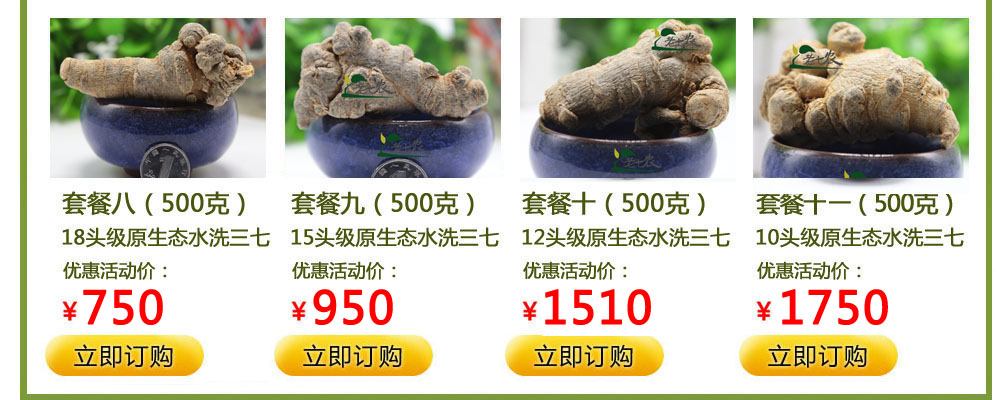 套餐八（500克）
18头级原生态水洗三七
优惠活动价：
¥750
立即订购
套餐九（500克）
15头级原生态水洗三七
优惠活动价：
¥950
立即订购
套餐十（500克）
12头级原生态水洗三七
优惠活动价：
¥1510
立即订购
套餐十一（500克）
10头级原生态水洗三七
优惠活动价：
¥1750
立即订购